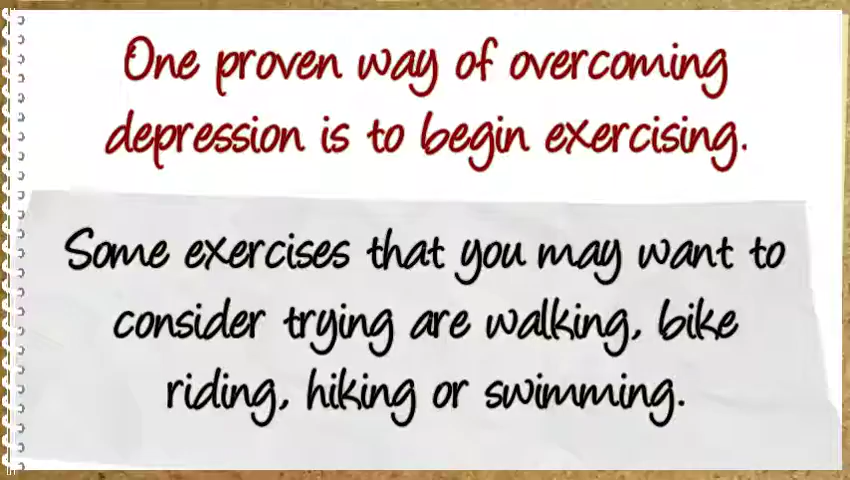 One proven way of overcoming
depression is to begin exercising.
Some exercises that you may want to
consider trying are walking, bike
riding, hiking or swimming.